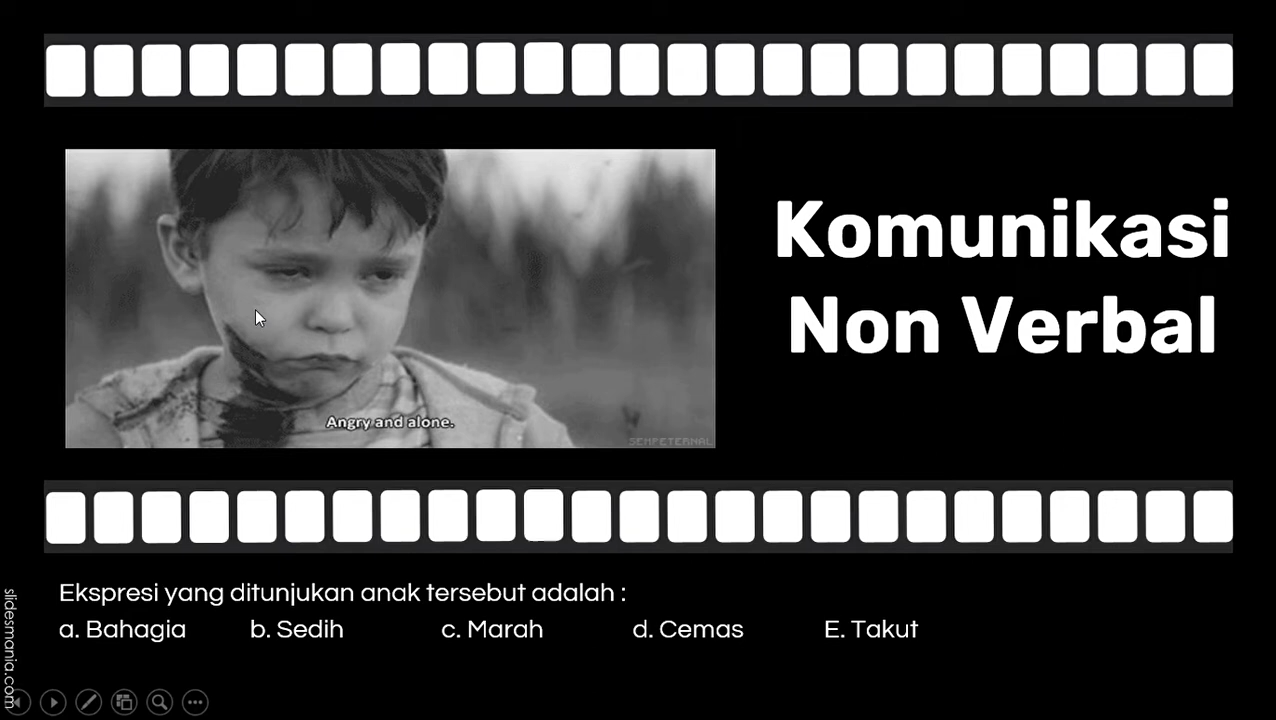 Komunikasi
Non Verbal
Angry and alone.
SEMPETERNAL
Ekspresi yang ditunjukan anak tersebut adalah :
a. Bahagia b. Sedih c. Marah d. Cemas E. Takut
slidesmania.com